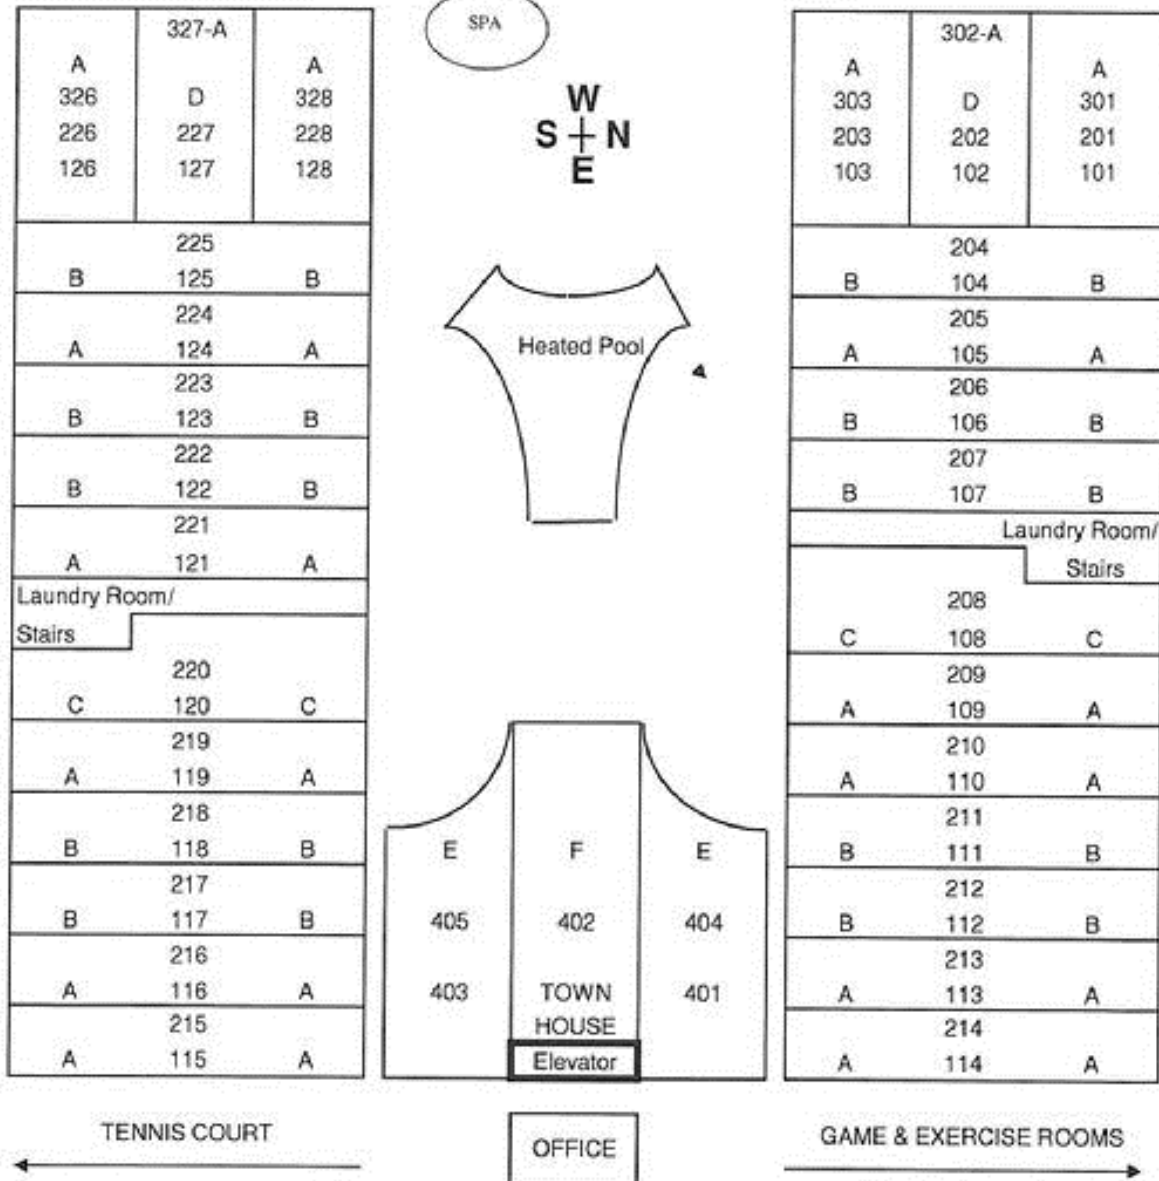 327-A
A A
326 D 328
226 227 228
126 127 128
225
B 125 B
224
A 124 A
223
B 123 B
222
B 122 B
221
A 121 A
Laundry Room/
Stairs
220
C 120 C
219
A 119 A
218
B 118 B
217
B 117 B
216
A 116 A
215
A 115 A
TENNIS COURT
SPA
W
S N
E
Heated Pool
E F E
405 402 404
403 TOWN 401
HOUSE
Elevator
OFFICE
302-A
A A
303 D 301
203 202 201
103 102 101
204
B 104 B
205
A 105 A
206
B 106 B
207
B 107 B
Laundry Room/
Stairs
208
C 108 C
209
A 109 A
210
A 110 A
211
B 111 B
212
B 112 B
213
A 113 A
214
A 114 A
GAME & EXERCISE ROOMS